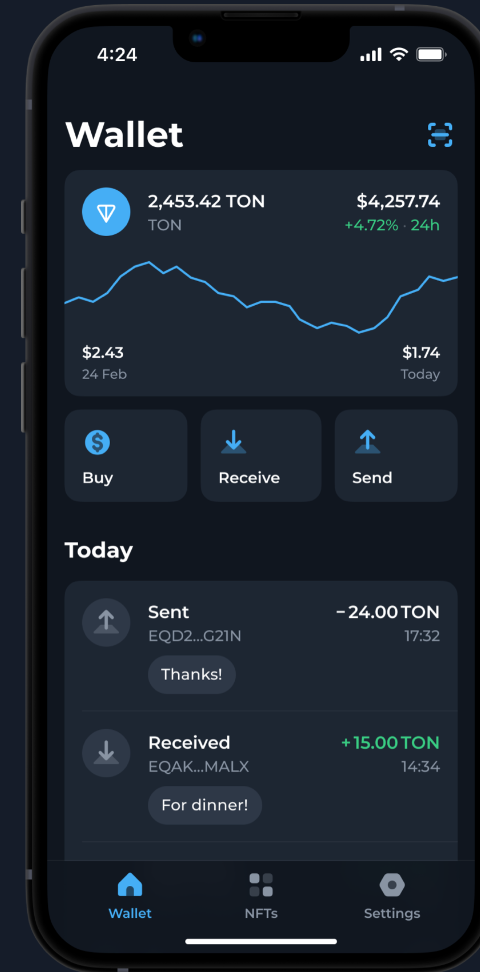 4:24
Wallet
2,453.42 TON
$4,257.74
TON
+4.72% · 24h
$2.43
$1.74
24 Feb
Today
Buy
Receive
Send
Today
Sent
−24.00 TON
EQD2...G21N
17:32
Thanks!
Received
+15.00 TON
EQAK...MALX
14:34
For dinner!
Wallet
NFTs
Settings